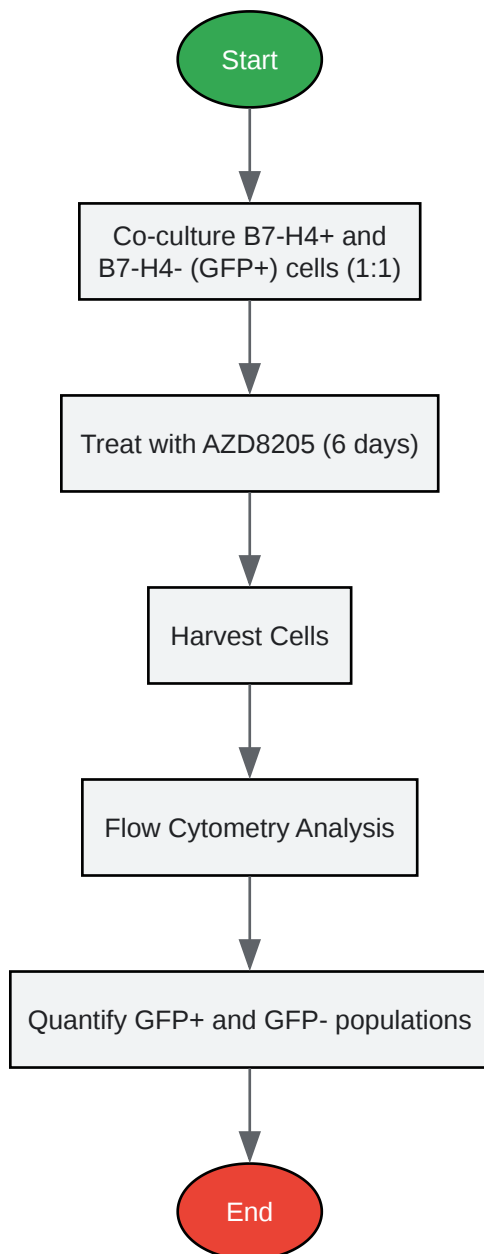 Start
Co-culture B7-H4+ and
B7-H4- (GFP+) cells (1:1)
Treat with AZD8205 (6 days)
Harvest Cells
Flow Cytometry Analysis
Quantify GFP+ and GFP- populations
End